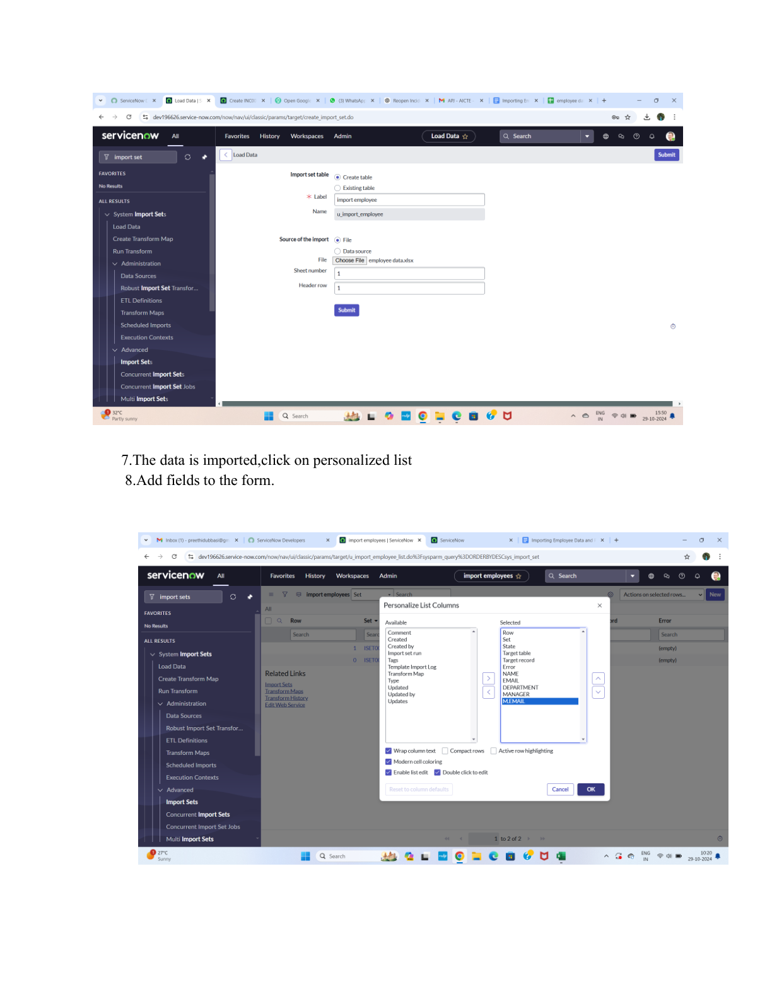 ServiceNow D
Load Data | S
Create INC00
Open Google
(3) WhatsApp
Reopen Incid
APJ - AICTE -
Importing Em
employee da
dev196626.service-now.com/now/nav/ui/classic/params/target/create_import_set.do
servicenow All Favorites History Workspaces Admin Load Data Search
import set
Load Data Submit
FAVORITES
No Results
ALL RESULTS
System Import Sets
Load Data
Create Transform Map
Run Transform
Administration
Data Sources
Robust Import Set Transfor...
ETL Definitions
Transform Maps
Scheduled Imports
Execution Contexts
Advanced
Import Sets
Concurrent Import Sets
Concurrent Import Set Jobs
Multi Import Sets
Import set table Create table
Existing table
* Label import employee
Name u_import_employee
Source of the import File
Data source
File Choose File employee data.xlsx
Sheet number 1
Header row 1
Submit
32°C
Partly sunny
Search
ENG
IN
15:50
29-10-2024
7.The data is imported,click on personalized list
8.Add fields to the form.
Inbox (1) - preethidubbasi@gm
ServiceNow Developers
import employees | ServiceNow
ServiceNow
Importing Employee Data and
dev196626.service-now.com/now/nav/ui/classic/params/target/u_import_employee_list.do%3Fsysparm_query%3DORDERBYDESCsys_import_set
servicenow All Favorites History Workspaces Admin import employees Search
import sets
import employees Set Search Actions on selected rows... New
FAVORITES
No Results
ALL RESULTS
System Import Sets
Load Data
Create Transform Map
Run Transform
Administration
Data Sources
Robust Import Set Transfor...
ETL Definitions
Transform Maps
Scheduled Imports
Execution Contexts
Advanced
Import Sets
Concurrent Import Sets
Concurrent Import Set Jobs
Multi Import Sets
All
Row Set ord Error
Search Searc Search
1 ISET00 (empty)
0 ISET00 (empty)
Related Links
Import Sets
Transform Maps
Transform History
Edit Web Service
Personalize List Columns
Available
Comment
Created
Created by
Import set run
Tags
Template Import Log
Transform Map
Type
Updated
Updated by
Updates
Selected
Row
Set
State
Target table
Target record
Error
NAME
EMAIL
DEPARTMENT
MANAGER
M.EMAIL
Wrap column text Compact rows Active row highlighting
Modern cell coloring
Enable list edit Double click to edit
Reset to column defaults Cancel OK
1 to 2 of 2
27°C
Sunny
Search
ENG
IN
10:20
29-10-2024